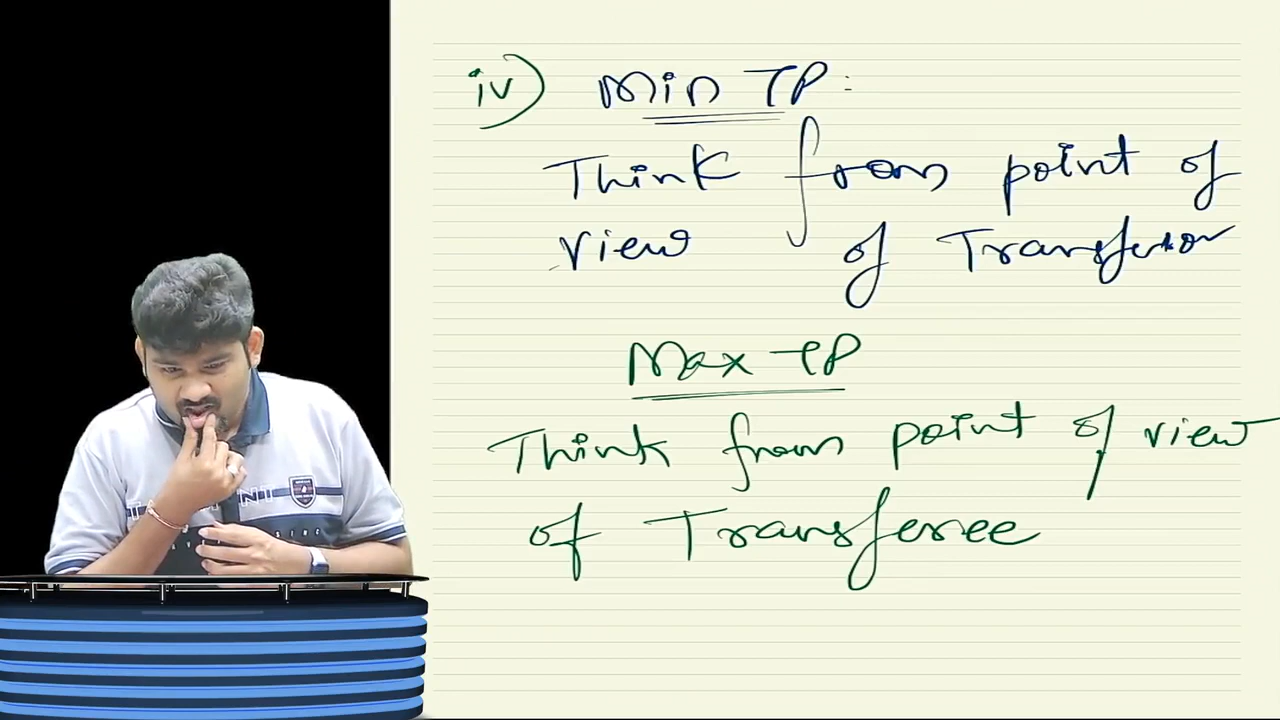 iv) Min TP:
Think from point of
view of Transferor
Max TP
Think from point of view
of Transferee